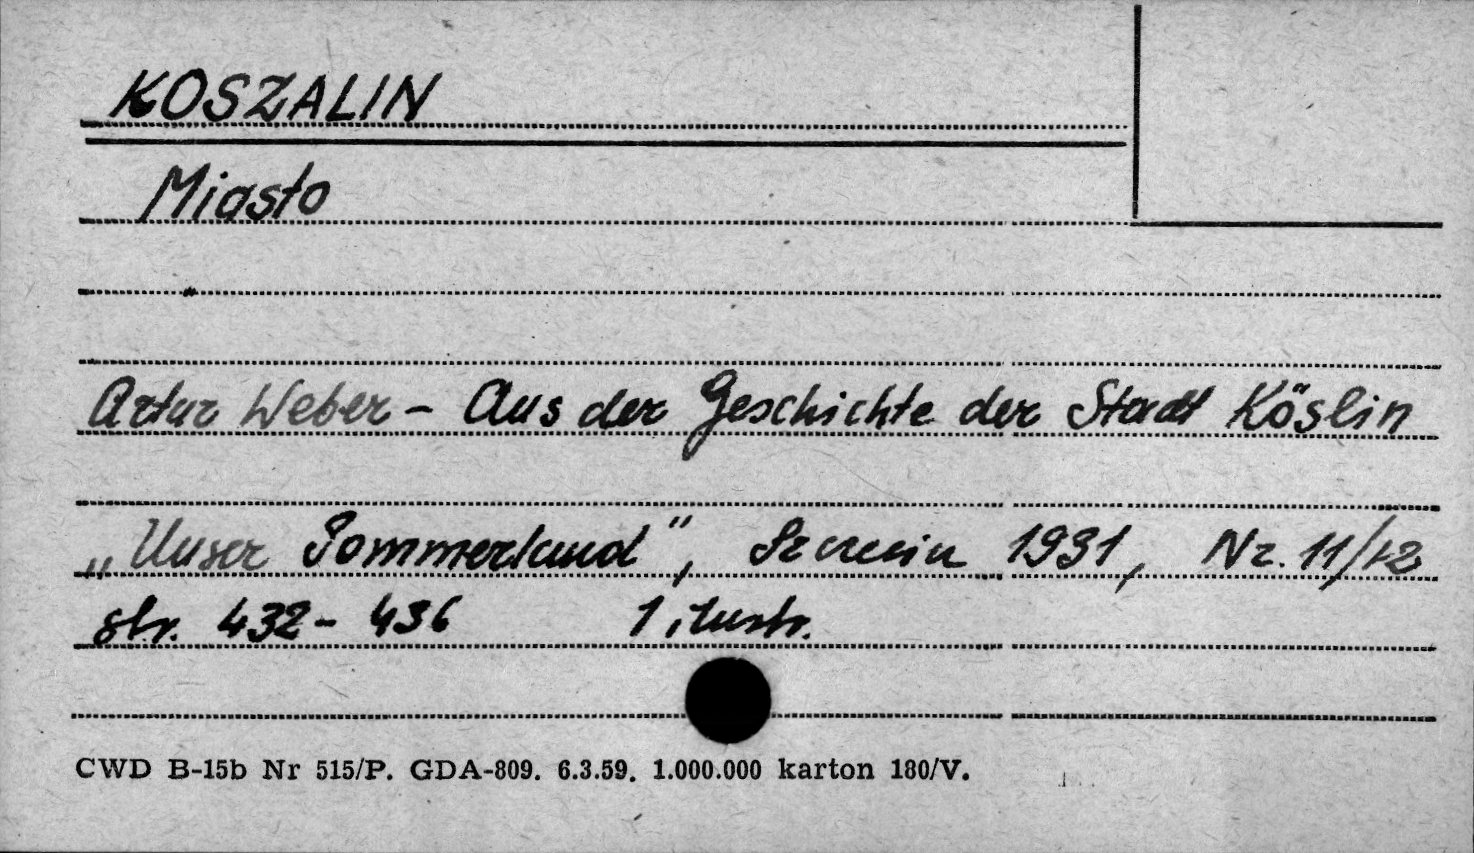 KOSZALIN
Miasto
Artur Weber - Aus der Geschichte der Stadt Köslin
„Unser Pommerland", Szczecin 1931, Nr. 11/12
str. 432-436 1 ilustr.
CWD B-15b Nr 515/P. GDA-809. 6.3.59. 1.000.000 karton 180/V.